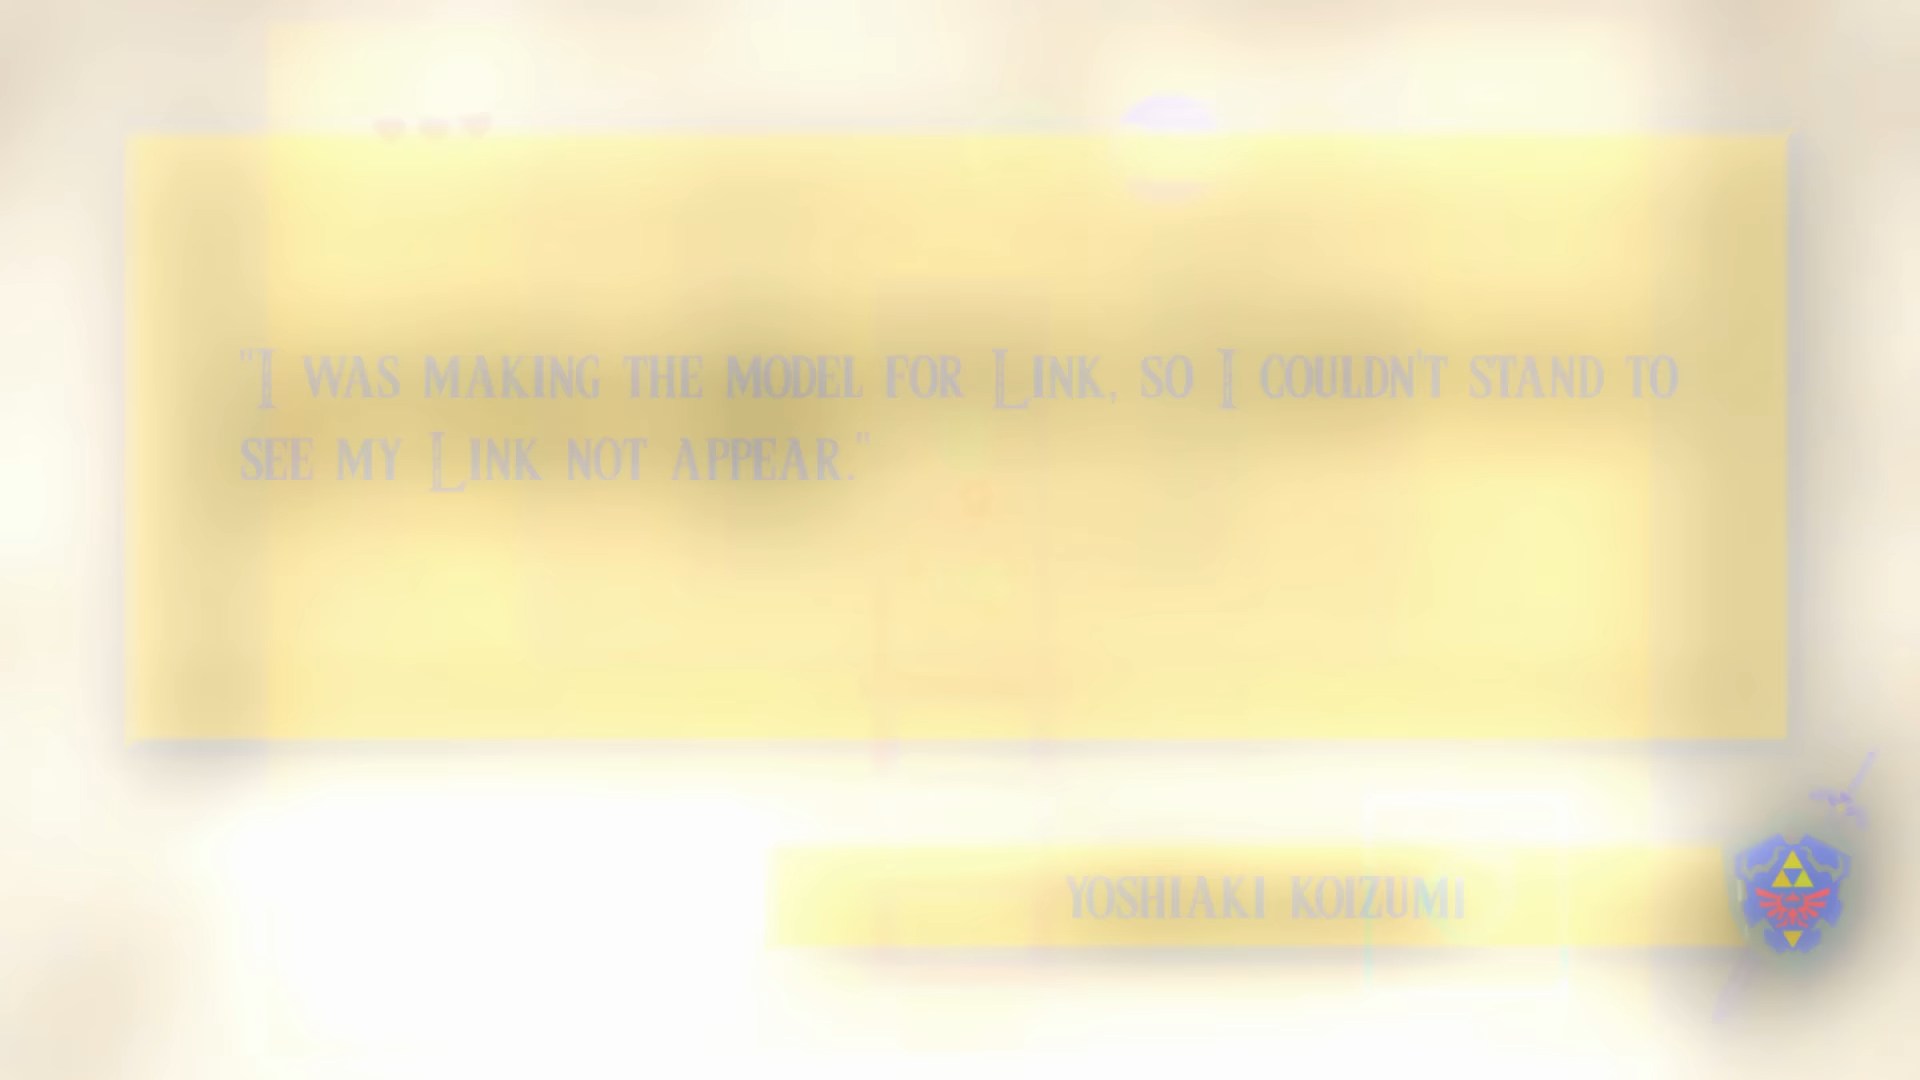 "I was making the model for Link, so I couldn't stand to
see my Link not appear."
Yoshiaki Koizumi